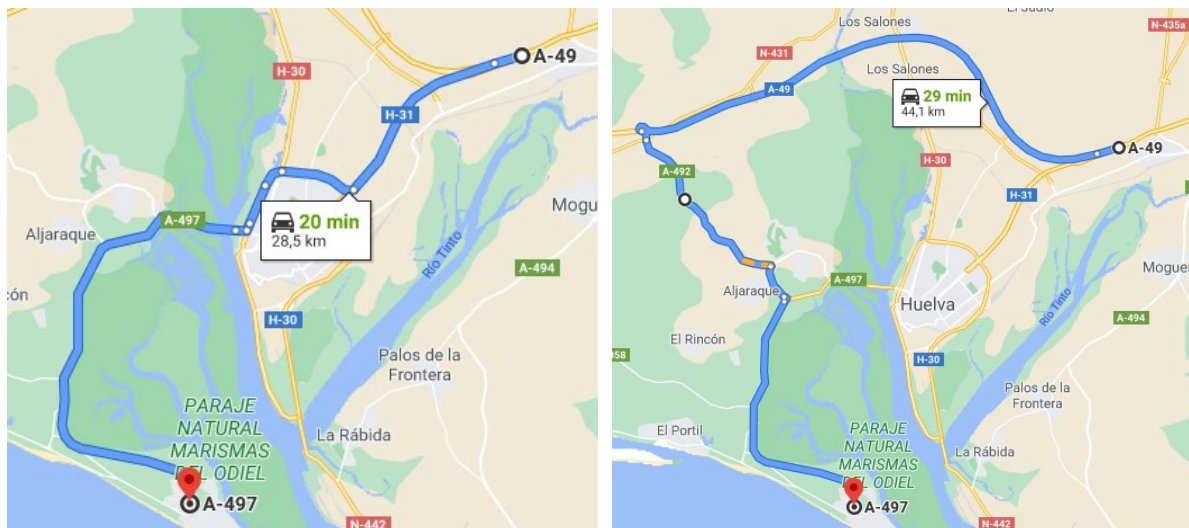 A-49
H-30
H-31
A-497
Aljaraque
20 min
28,5 km
Mogue
Río Tinto
A-494
cón
H-30
Palos de la
Frontera
PARAJE
NATURAL
MARISMAS
DEL ODIEL
La Rábida
A-497
N-442
Los Salones
N-435a
N-431
Los Salones
A-49
29 min
44,1 km
A-49
H-30
A-492
H-31
Mogues
A-497
Aljaraque
Huelva
Río Tinto
A-494
El Rincón
058
H-30
Palos de la
Frontera
El Portil
PARAJE
NATURAL
MARISMAS
DEL ODIEL
La Rábida
A-497
N-442